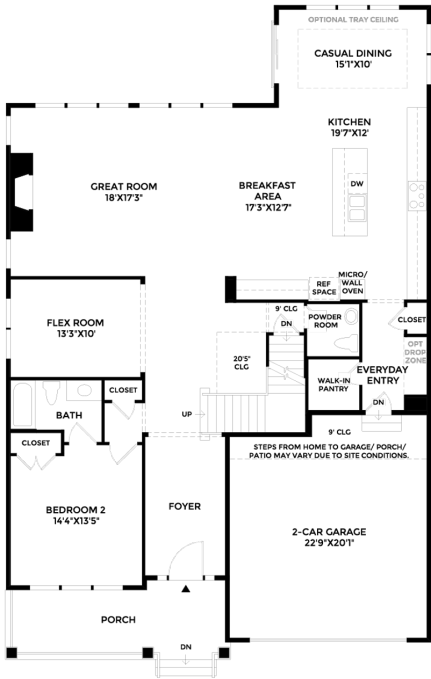 OPTIONAL TRAY CEILING
CASUAL DINING
15'1"X10'
KITCHEN
19'7"X12'
GREAT ROOM
18'X17'3"
BREAKFAST
AREA
17'3"X12'7"
DW
MICRO/
WALL
OVEN
REF
SPACE
9' CLG
DN
POWDER
ROOM
CLOSET
FLEX ROOM
13'3"X10'
20'5"
CLG
OPT
DROP
ZONE
EVERYDAY
ENTRY
WALK-IN
PANTRY
DN
CLOSET
BATH
UP
CLOSET
9' CLG
STEPS FROM HOME TO GARAGE/ PORCH/
PATIO MAY VARY DUE TO SITE CONDITIONS.
BEDROOM 2
14'4"X13'5"
FOYER
2-CAR GARAGE
22'9"X20'1"
PORCH
DN